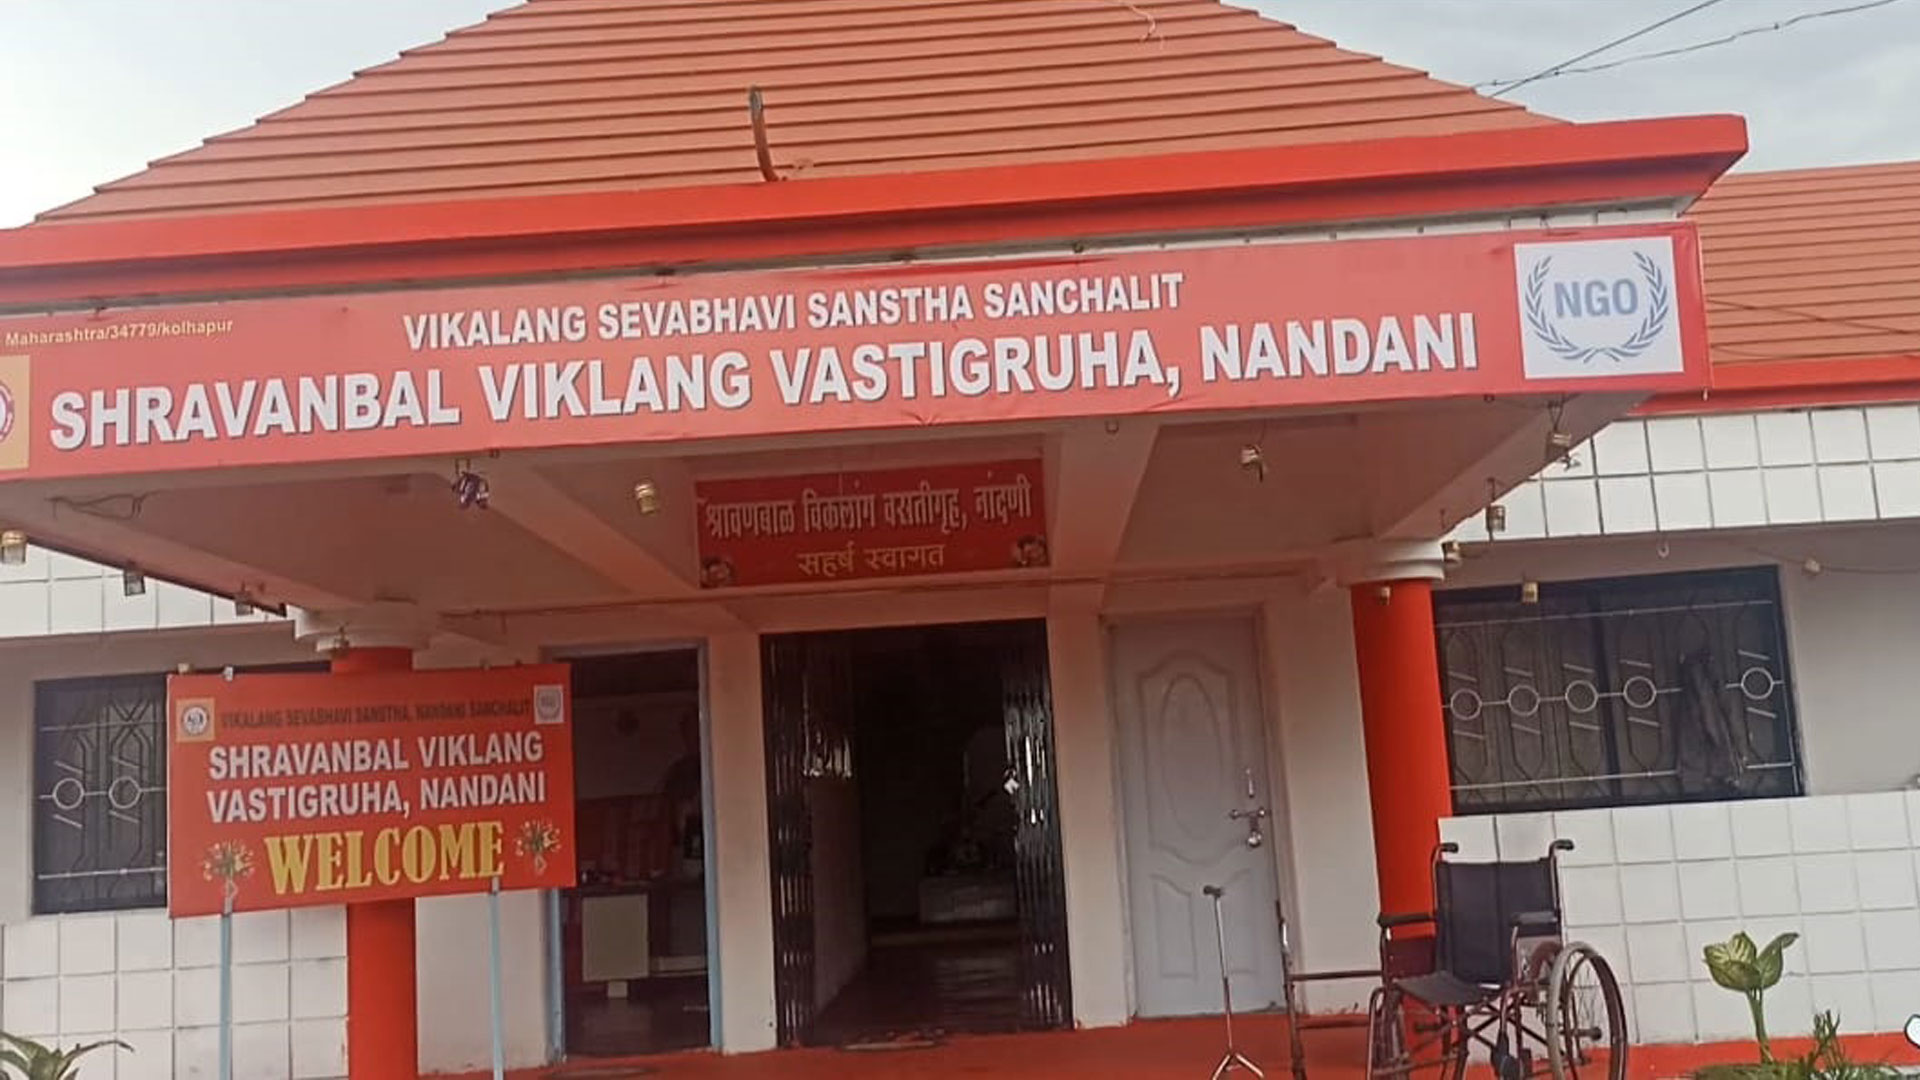 Maharashtra/34779/kolhapur
VIKALANG SEVABHAVI SANSTHA SANCHALIT
SHRAVANBAL VIKLANG VASTIGRUHA, NANDANI
NGO
श्रावणबाळ विकलांग वसतीगृह, नांदणी
सहर्ष स्वागत
VIKALANG SEVABHAVI SANSTHA, NANDANI SANCHALIT
SHRAVANBAL VIKLANG
VASTIGRUHA, NANDANI
WELCOME